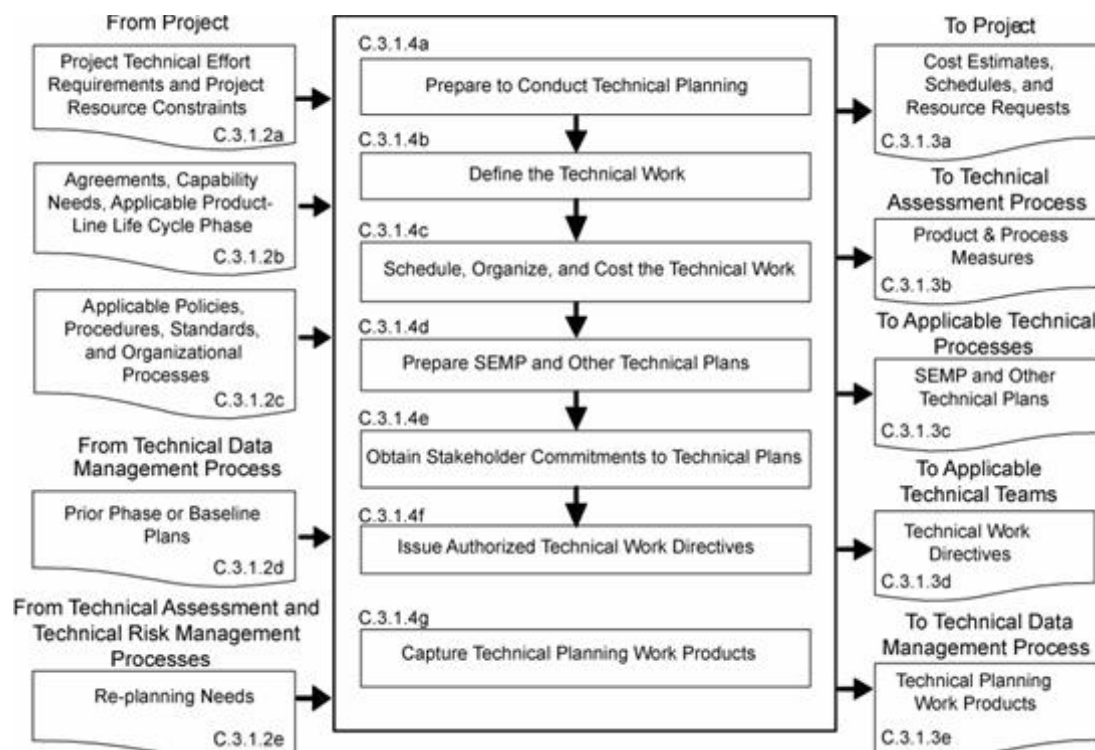 From Project
Project Technical Effort
Requirements and Project
Resource Constraints
C.3.1.2a
Agreements, Capability
Needs, Applicable Product-
Line Life Cycle Phase
C.3.1.2b
Applicable Policies,
Procedures, Standards,
and Organizational
Processes
C.3.1.2c
From Technical Data
Management Process
Prior Phase or Baseline
Plans
C.3.1.2d
From Technical Assessment and
Technical Risk Management
Processes
Re-planning Needs
C.3.1.2e
C.3.1.4a
Prepare to Conduct Technical Planning
C.3.1.4b
Define the Technical Work
C.3.1.4c
Schedule, Organize, and Cost the Technical Work
C.3.1.4d
Prepare SEMP and Other Technical Plans
C.3.1.4e
Obtain Stakeholder Commitments to Technical Plans
C.3.1.4f
Issue Authorized Technical Work Directives
C.3.1.4g
Capture Technical Planning Work Products
To Project
Cost Estimates,
Schedules, and
Resource Requests
C.3.1.3a
To Technical
Assessment Process
Product & Process
Measures
C.3.1.3b
To Applicable Technical
Processes
SEMP and Other
Technical Plans
C.3.1.3c
To Applicable
Technical Teams
Technical Work
Directives
C.3.1.3d
To Technical Data
Management Process
Technical Planning
Work Products
C.3.1.3e